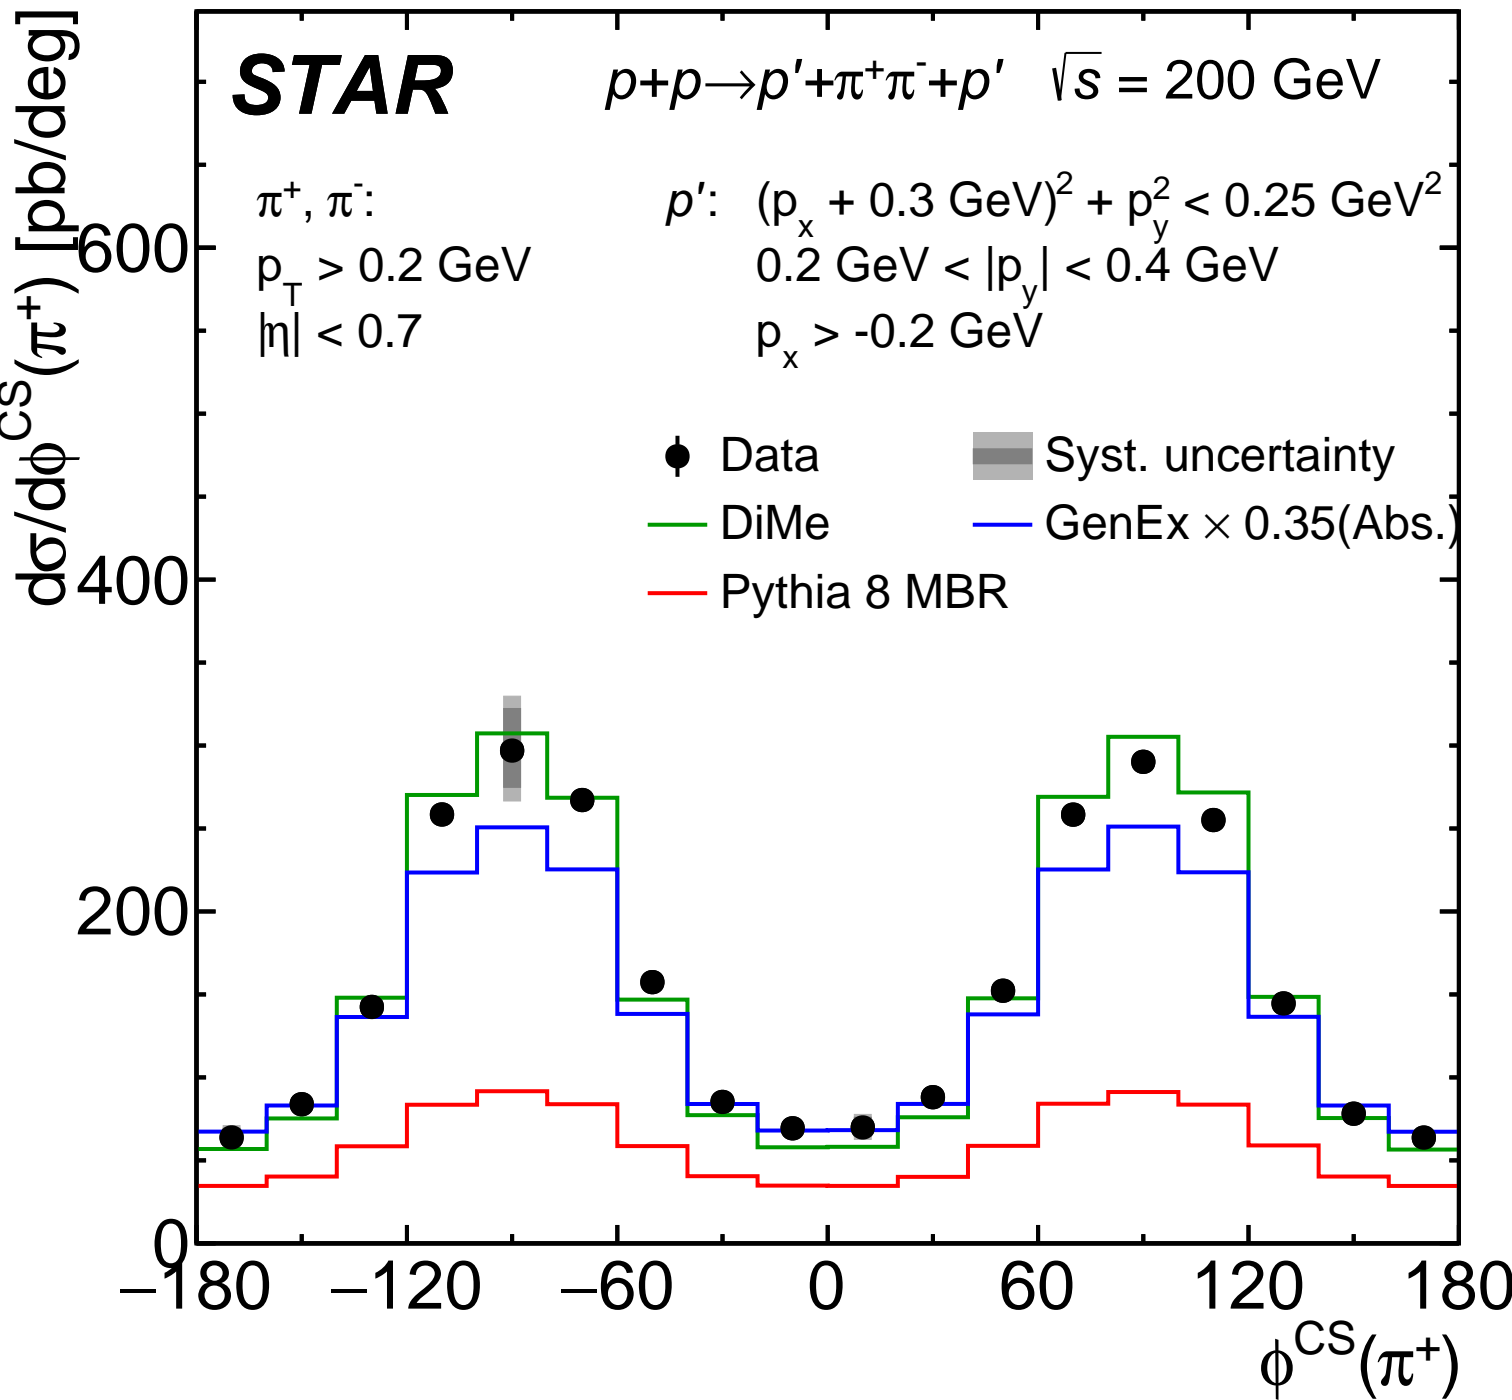 STAR p+p→p′+π⁺π⁻+p′ √s = 200 GeV
π⁺, π⁻: p′: (pₓ + 0.3 GeV)² + p_y² < 0.25 GeV²
p_T > 0.2 GeV 0.2 GeV < |p_y| < 0.4 GeV
|η| < 0.7 pₓ > -0.2 GeV
Data Syst. uncertainty
DiMe GenEx × 0.35(Abs.)
Pythia 8 MBR
dσ/dϕ^CS(π⁺) [pb/deg]
600
400
200
0
−180 −120 −60 0 60 120 180
ϕ^CS(π⁺)